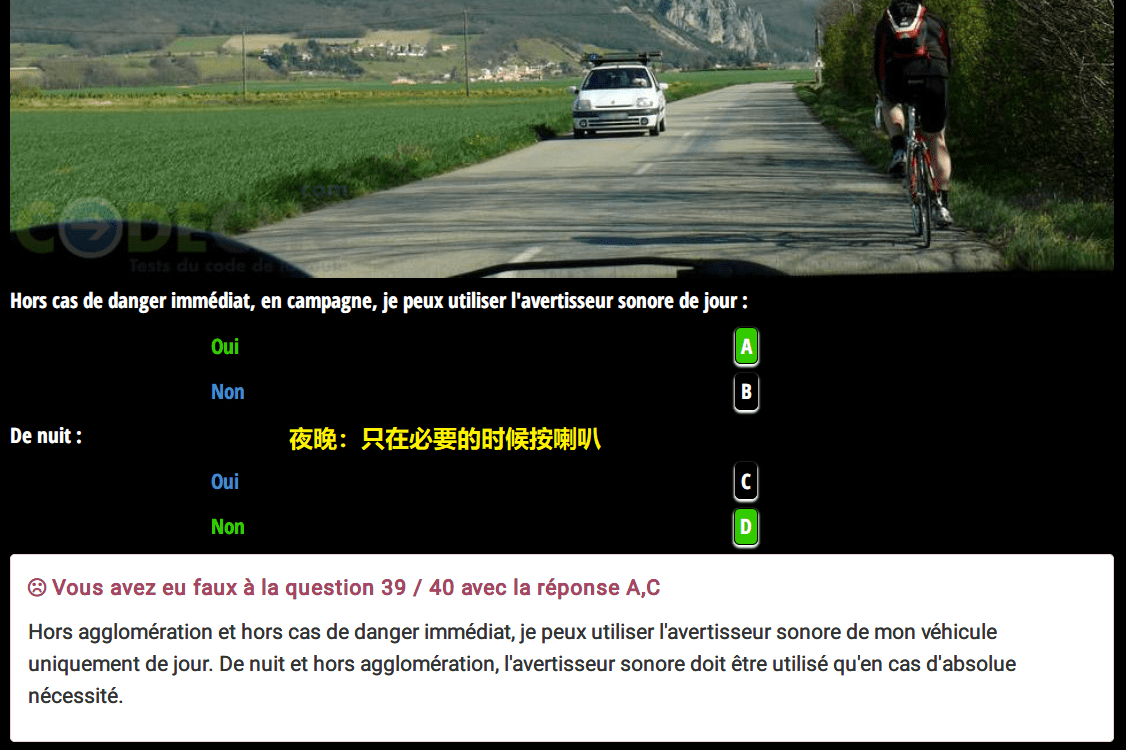 .com
CODEC
Tests du code de
Hors cas de danger immédiat, en campagne, je peux utiliser l'avertisseur sonore de jour :
Oui A
Non B
De nuit : 夜晚：只在必要的时候按喇叭
Oui C
Non D
☹ Vous avez eu faux à la question 39 / 40 avec la réponse A,C
Hors agglomération et hors cas de danger immédiat, je peux utiliser l'avertisseur sonore de mon véhicule
uniquement de jour. De nuit et hors agglomération, l'avertisseur sonore doit être utilisé qu'en cas d'absolue
nécessité.